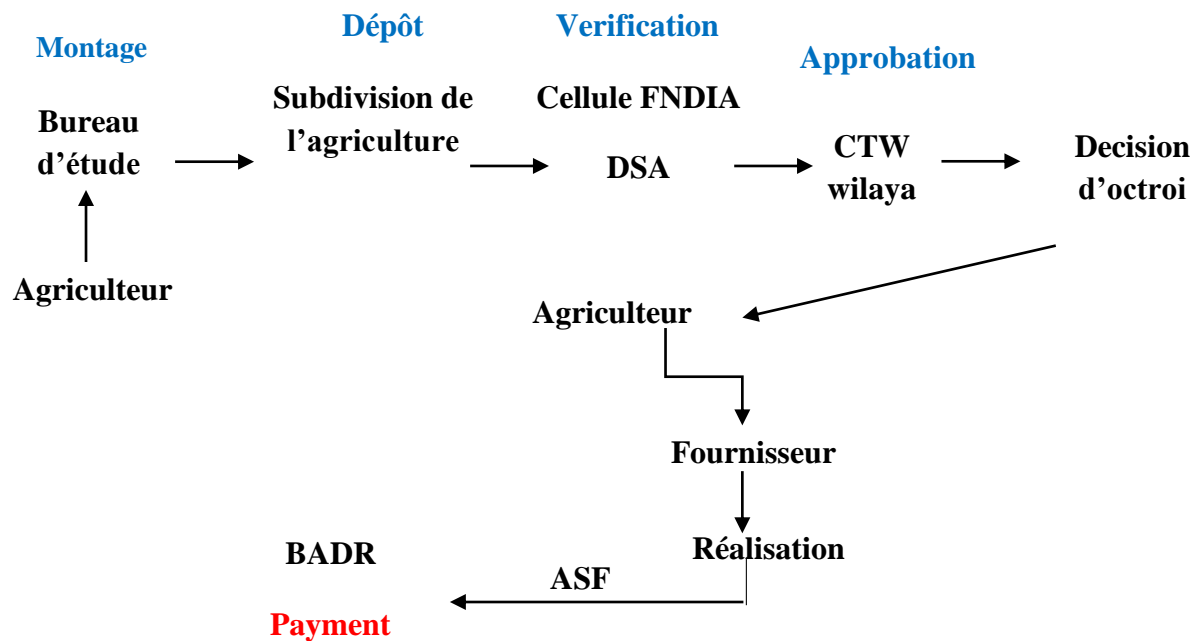 Montage
Dépôt
Verification
Approbation
Bureau
d’étude
Subdivision de
l’agriculture
Cellule FNDIA
DSA
CTW
wilaya
Decision
d’octroi
Agriculteur
Agriculteur
Fournisseur
Réalisation
ASF
BADR
Payment